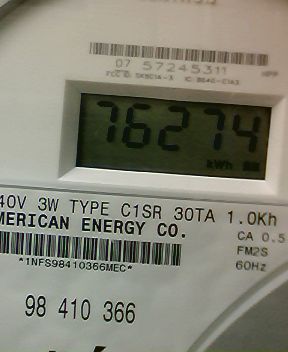 07 57245311
76274
kWh
40V 3W TYPE C1SR 30TA 1.0Kh
MERICAN ENERGY CO.
CA 0.5
FM2S
60Hz
*1NFS98410366MEC*
98 410 366